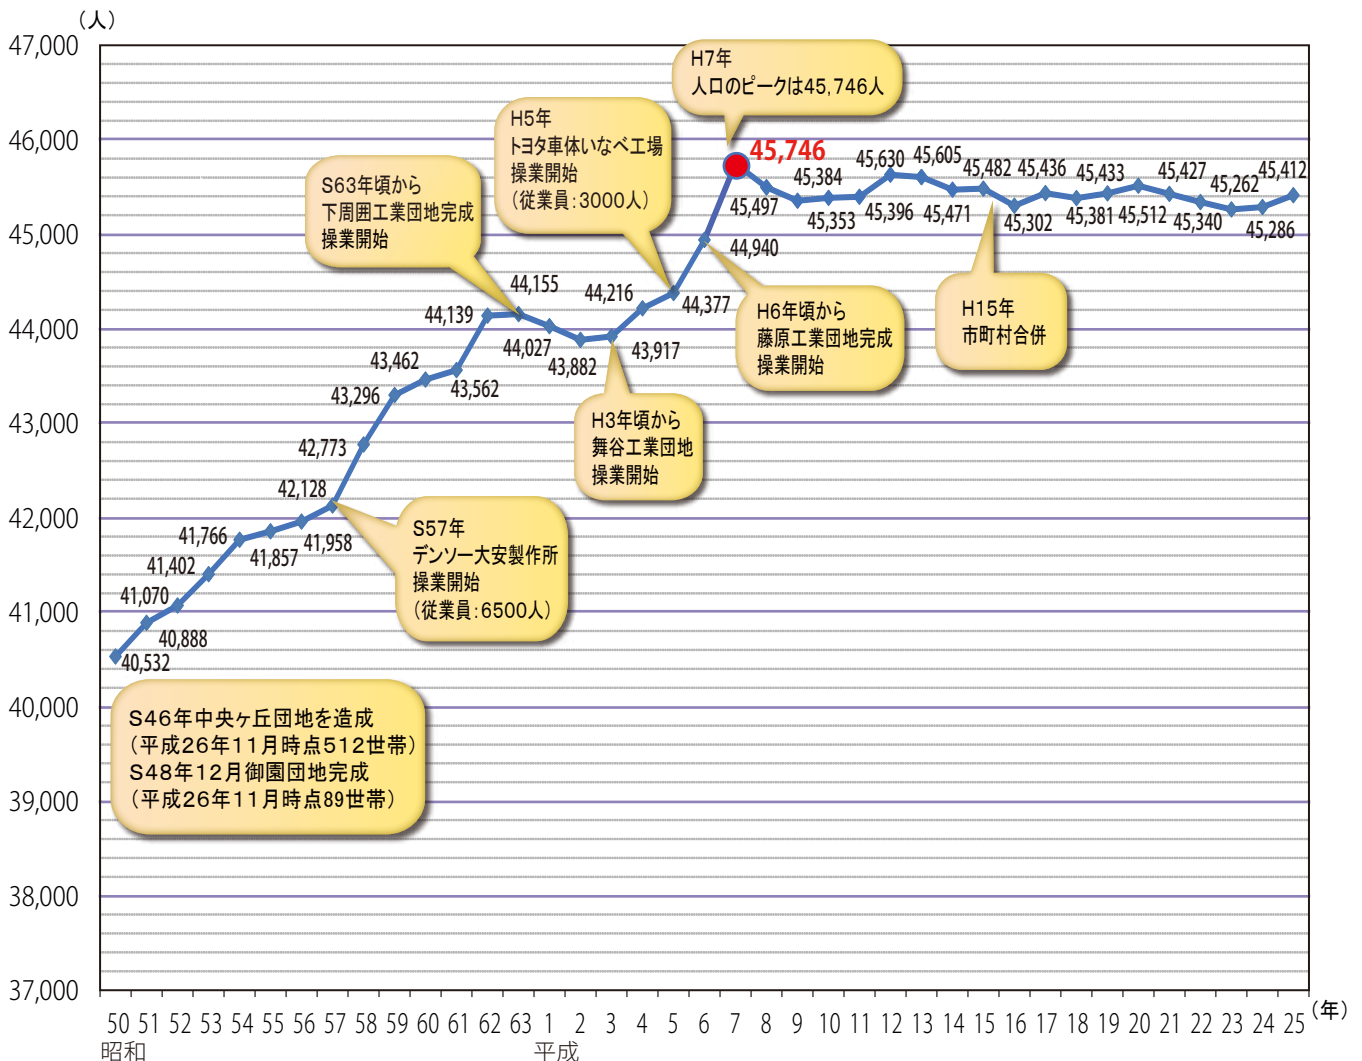 （人）
47,000
46,000
45,000
44,000
43,000
42,000
41,000
40,000
39,000
38,000
37,000
H7年
人口のピークは45,746人
H5年
トヨタ車体いなべ工場
操業開始
（従業員：3000人）
S63年頃から
下周囲工業団地完成
操業開始
H6年頃から
藤原工業団地完成
操業開始
H15年
市町村合併
H3年頃から
舞谷工業団地
操業開始
S57年
デンソー大安製作所
操業開始
（従業員：6500人）
S46年中央ヶ丘団地を造成
（平成26年11月時点512世帯）
S48年12月御園団地完成
（平成26年11月時点89世帯）
40,532
40,888
41,070
41,402
41,766
41,857
41,958
42,128
42,773
43,296
43,462
43,562
44,139
44,155
44,027
43,882
43,917
44,216
44,377
44,940
45,746
45,497
45,353
45,384
45,396
45,630
45,605
45,471
45,482
45,302
45,436
45,381
45,433
45,512
45,427
45,340
45,262
45,286
45,412
50 51 52 53 54 55 56 57 58 59 60 61 62 63 1 2 3 4 5 6 7 8 9 10 11 12 13 14 15 16 17 18 19 20 21 22 23 24 25 （年）
昭和 平成